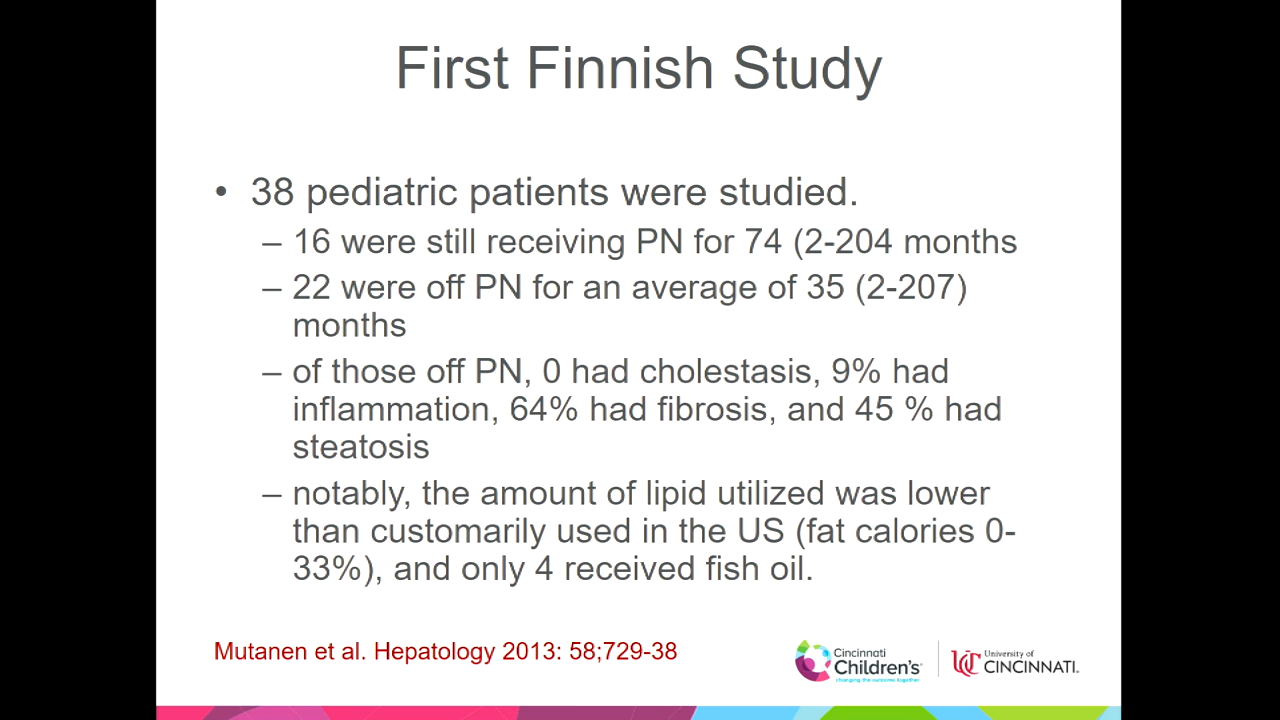 First Finnish Study
• 38 pediatric patients were studied.
– 16 were still receiving PN for 74 (2-204 months
– 22 were off PN for an average of 35 (2-207)
months
– of those off PN, 0 had cholestasis, 9% had
inflammation, 64% had fibrosis, and 45 % had
steatosis
– notably, the amount of lipid utilized was lower
than customarily used in the US (fat calories 0-
33%), and only 4 received fish oil.
Mutanen et al. Hepatology 2013: 58;729-38
Cincinnati
Children's
changing the outcome together
University of
CINCINNATI